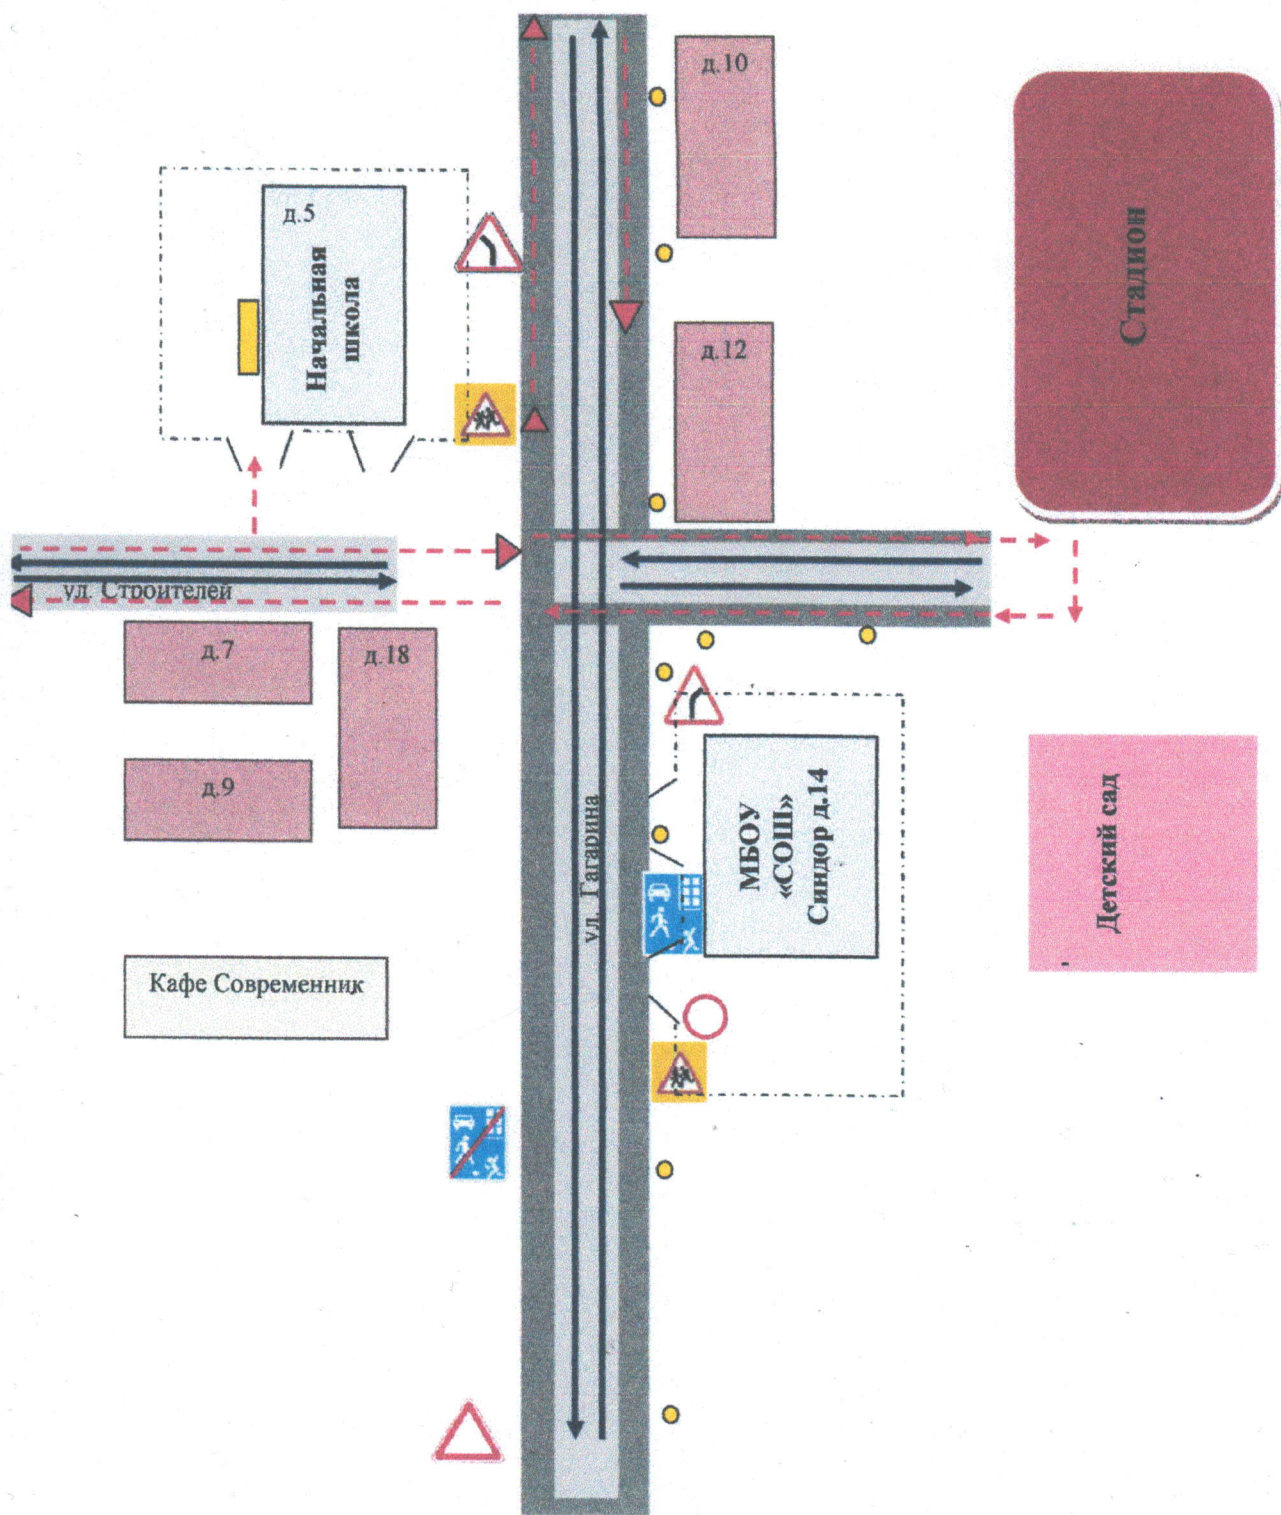 д.10
д.5
Начальная
школа
Стадион
д.12
ул. Строителей
д.7
д.18
д.9
ул. Гагарина
МБОУ
«СОШ»
Синдор д.14
Детский сад
Кафе Современник